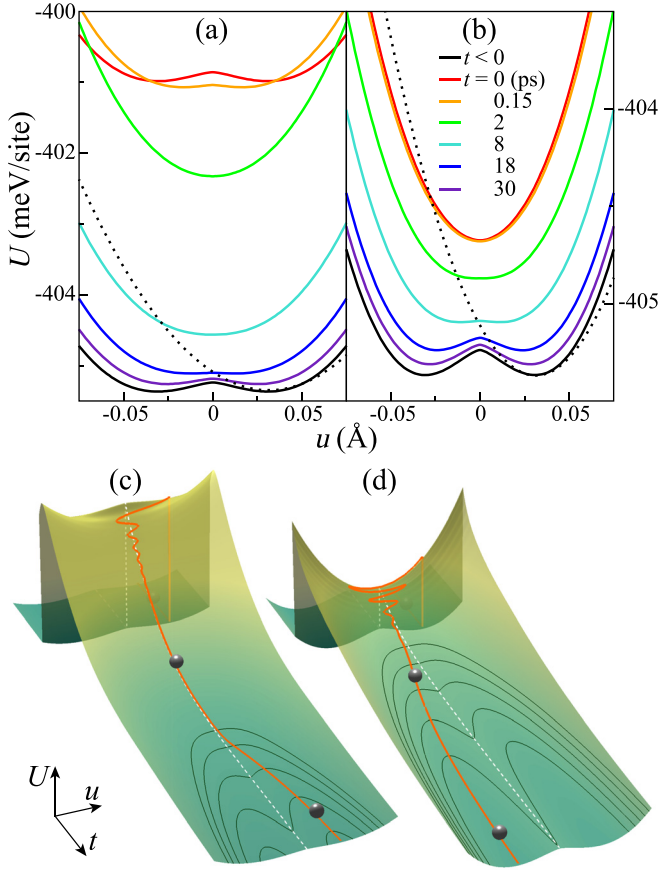 (a)
(b)
-400
-402
-404
U (meV/site)
t < 0
t = 0 (ps)
0.15
2
8
18
30
-404
-405
-0.05
0
0.05
-0.05
0
0.05
u (Å)
(c)
(d)
U
u
t